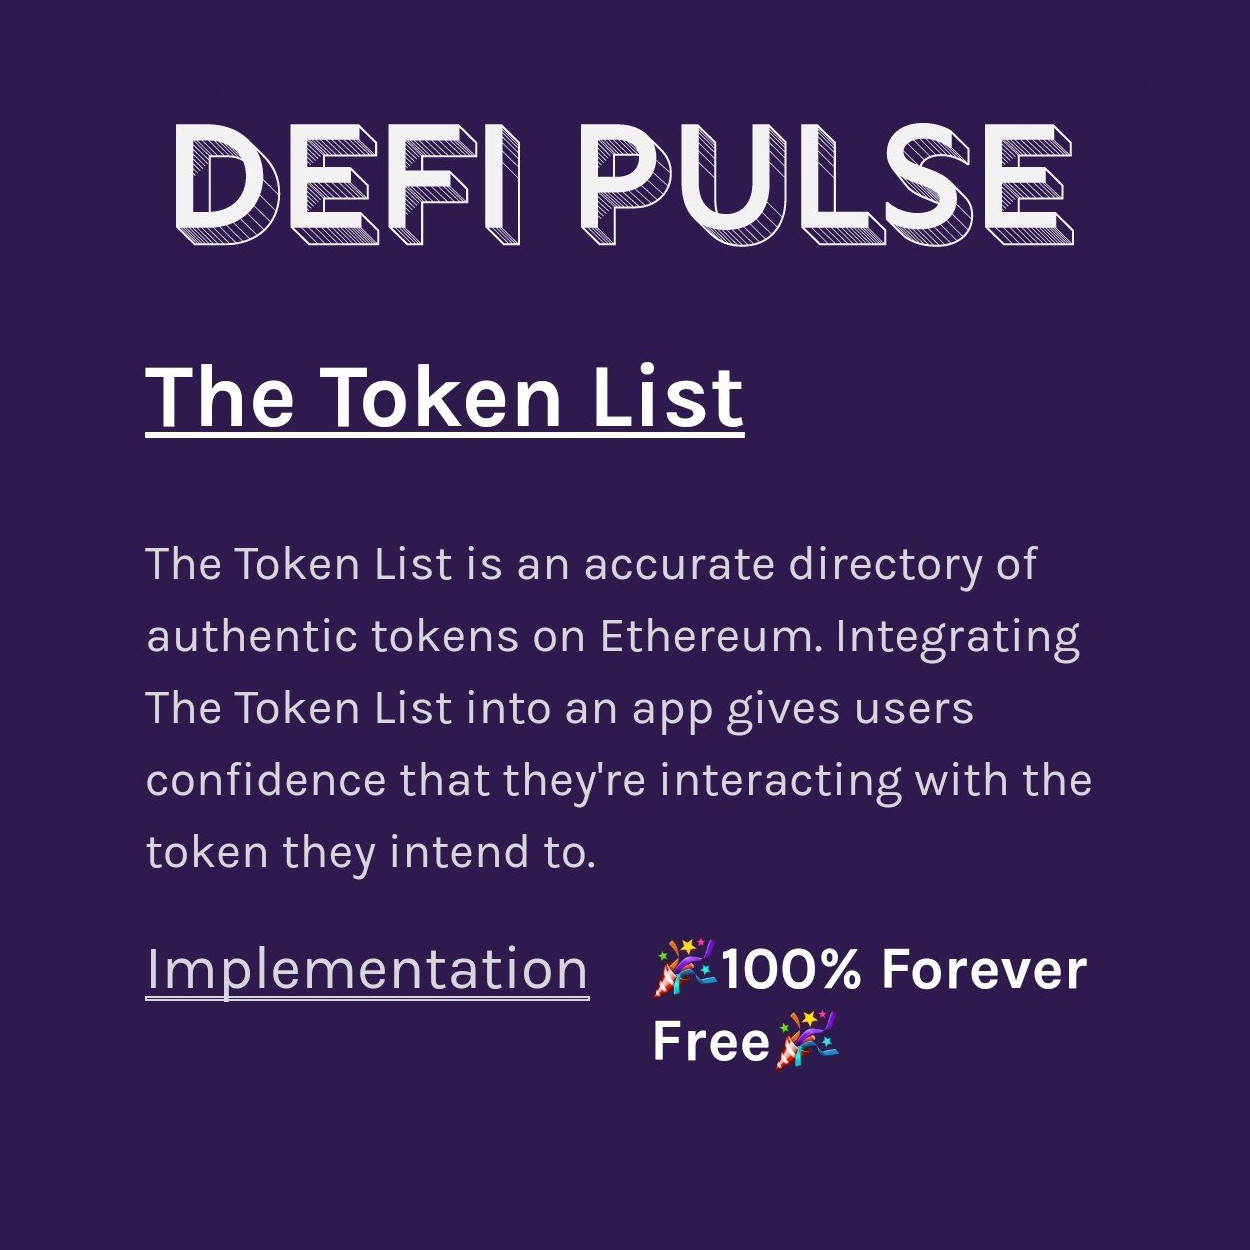 DEFI PULSE
The Token List
The Token List is an accurate directory of
authentic tokens on Ethereum. Integrating
The Token List into an app gives users
confidence that they're interacting with the
token they intend to.
Implementation
🎉100% Forever
Free🎉